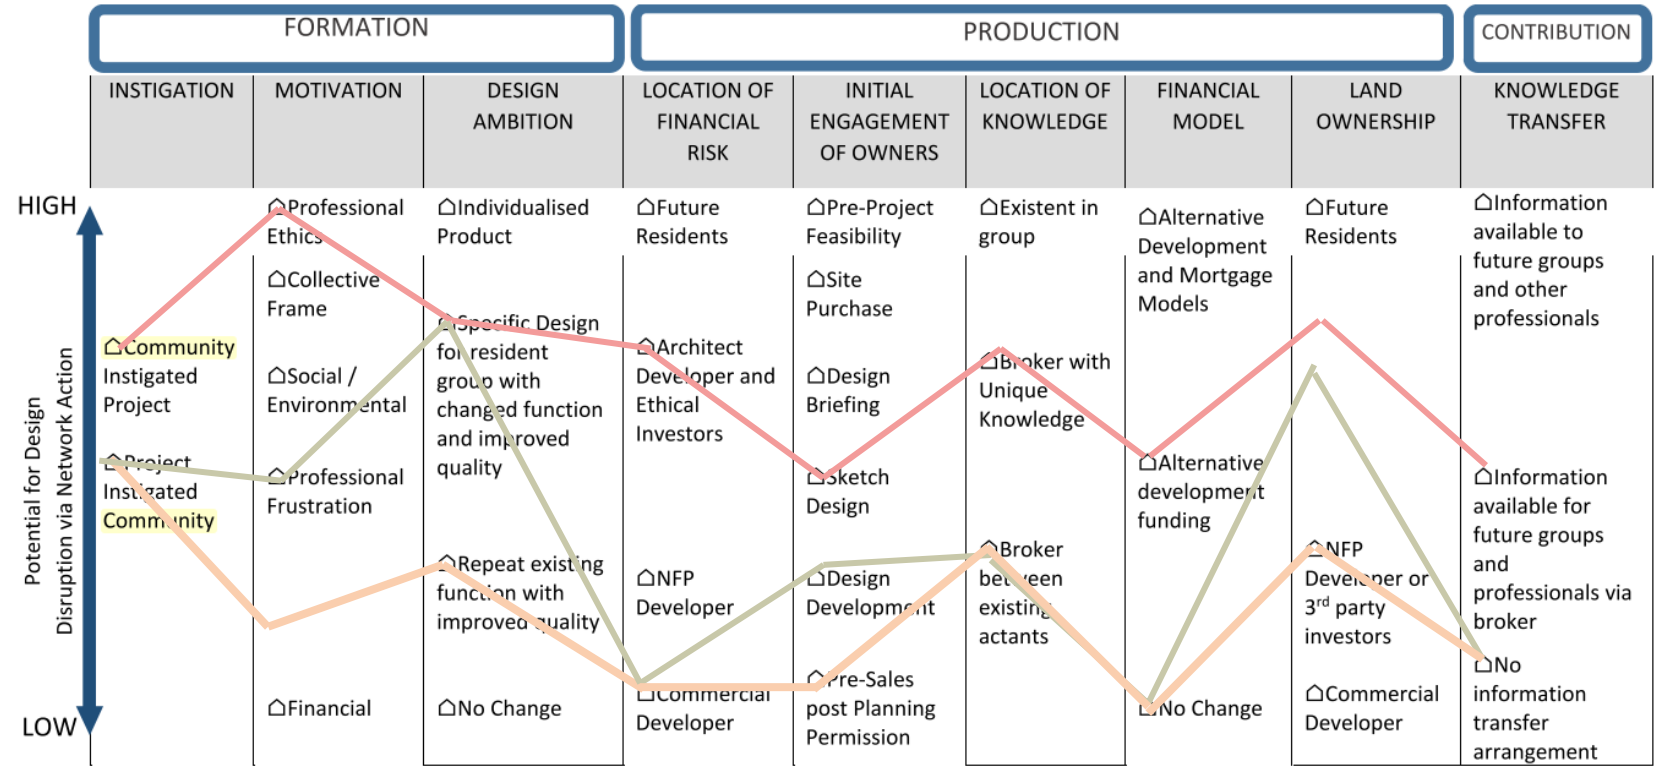 FORMATION
PRODUCTION
CONTRIBUTION
INSTIGATION
MOTIVATION
DESIGN
AMBITION
LOCATION OF
FINANCIAL
RISK
INITIAL
ENGAGEMENT
OF OWNERS
LOCATION OF
KNOWLEDGE
FINANCIAL
MODEL
LAND
OWNERSHIP
KNOWLEDGE
TRANSFER
HIGH
Potential for Design
Disruption via Network Action
LOW
Community
Instigated
Project
Project
Instigated
Community
Professional
Ethics
Collective
Frame
Social /
Environmental
Professional
Frustration
Financial
Individualised
Product
Specific Design
for resident
group with
changed function
and improved
quality
Repeat existing
function with
improved quality
No Change
Future
Residents
Architect
Developer and
Ethical
Investors
NFP
Developer
Commercial
Developer
Pre-Project
Feasibility
Site
Purchase
Design
Briefing
Sketch
Design
Design
Development
Pre-Sales
post Planning
Permission
Existent in
group
Broker with
Unique
Knowledge
Broker
between
existing
actants
Alternative
Development
and Mortgage
Models
Alternative
development
funding
No Change
Future
Residents
NFP
Developer or
3rd party
investors
Commercial
Developer
Information
available to
future groups
and other
professionals
Information
available for
future groups
and
professionals via
broker
No
information
transfer
arrangement